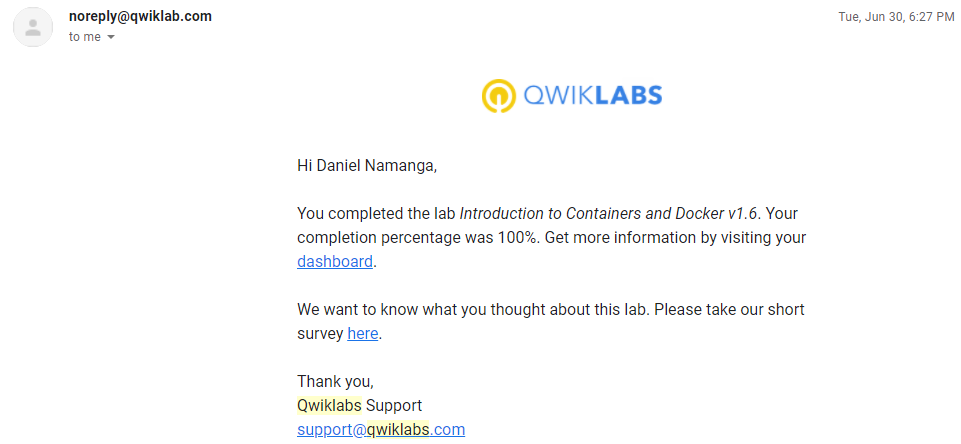 noreply@qwiklab.com
Tue, Jun 30, 6:27 PM
to me
QWIKLABS
Hi Daniel Namanga,
You completed the lab Introduction to Containers and Docker v1.6. Your
completion percentage was 100%. Get more information by visiting your
dashboard.
We want to know what you thought about this lab. Please take our short
survey here.
Thank you,
Qwiklabs Support
support@qwiklabs.com